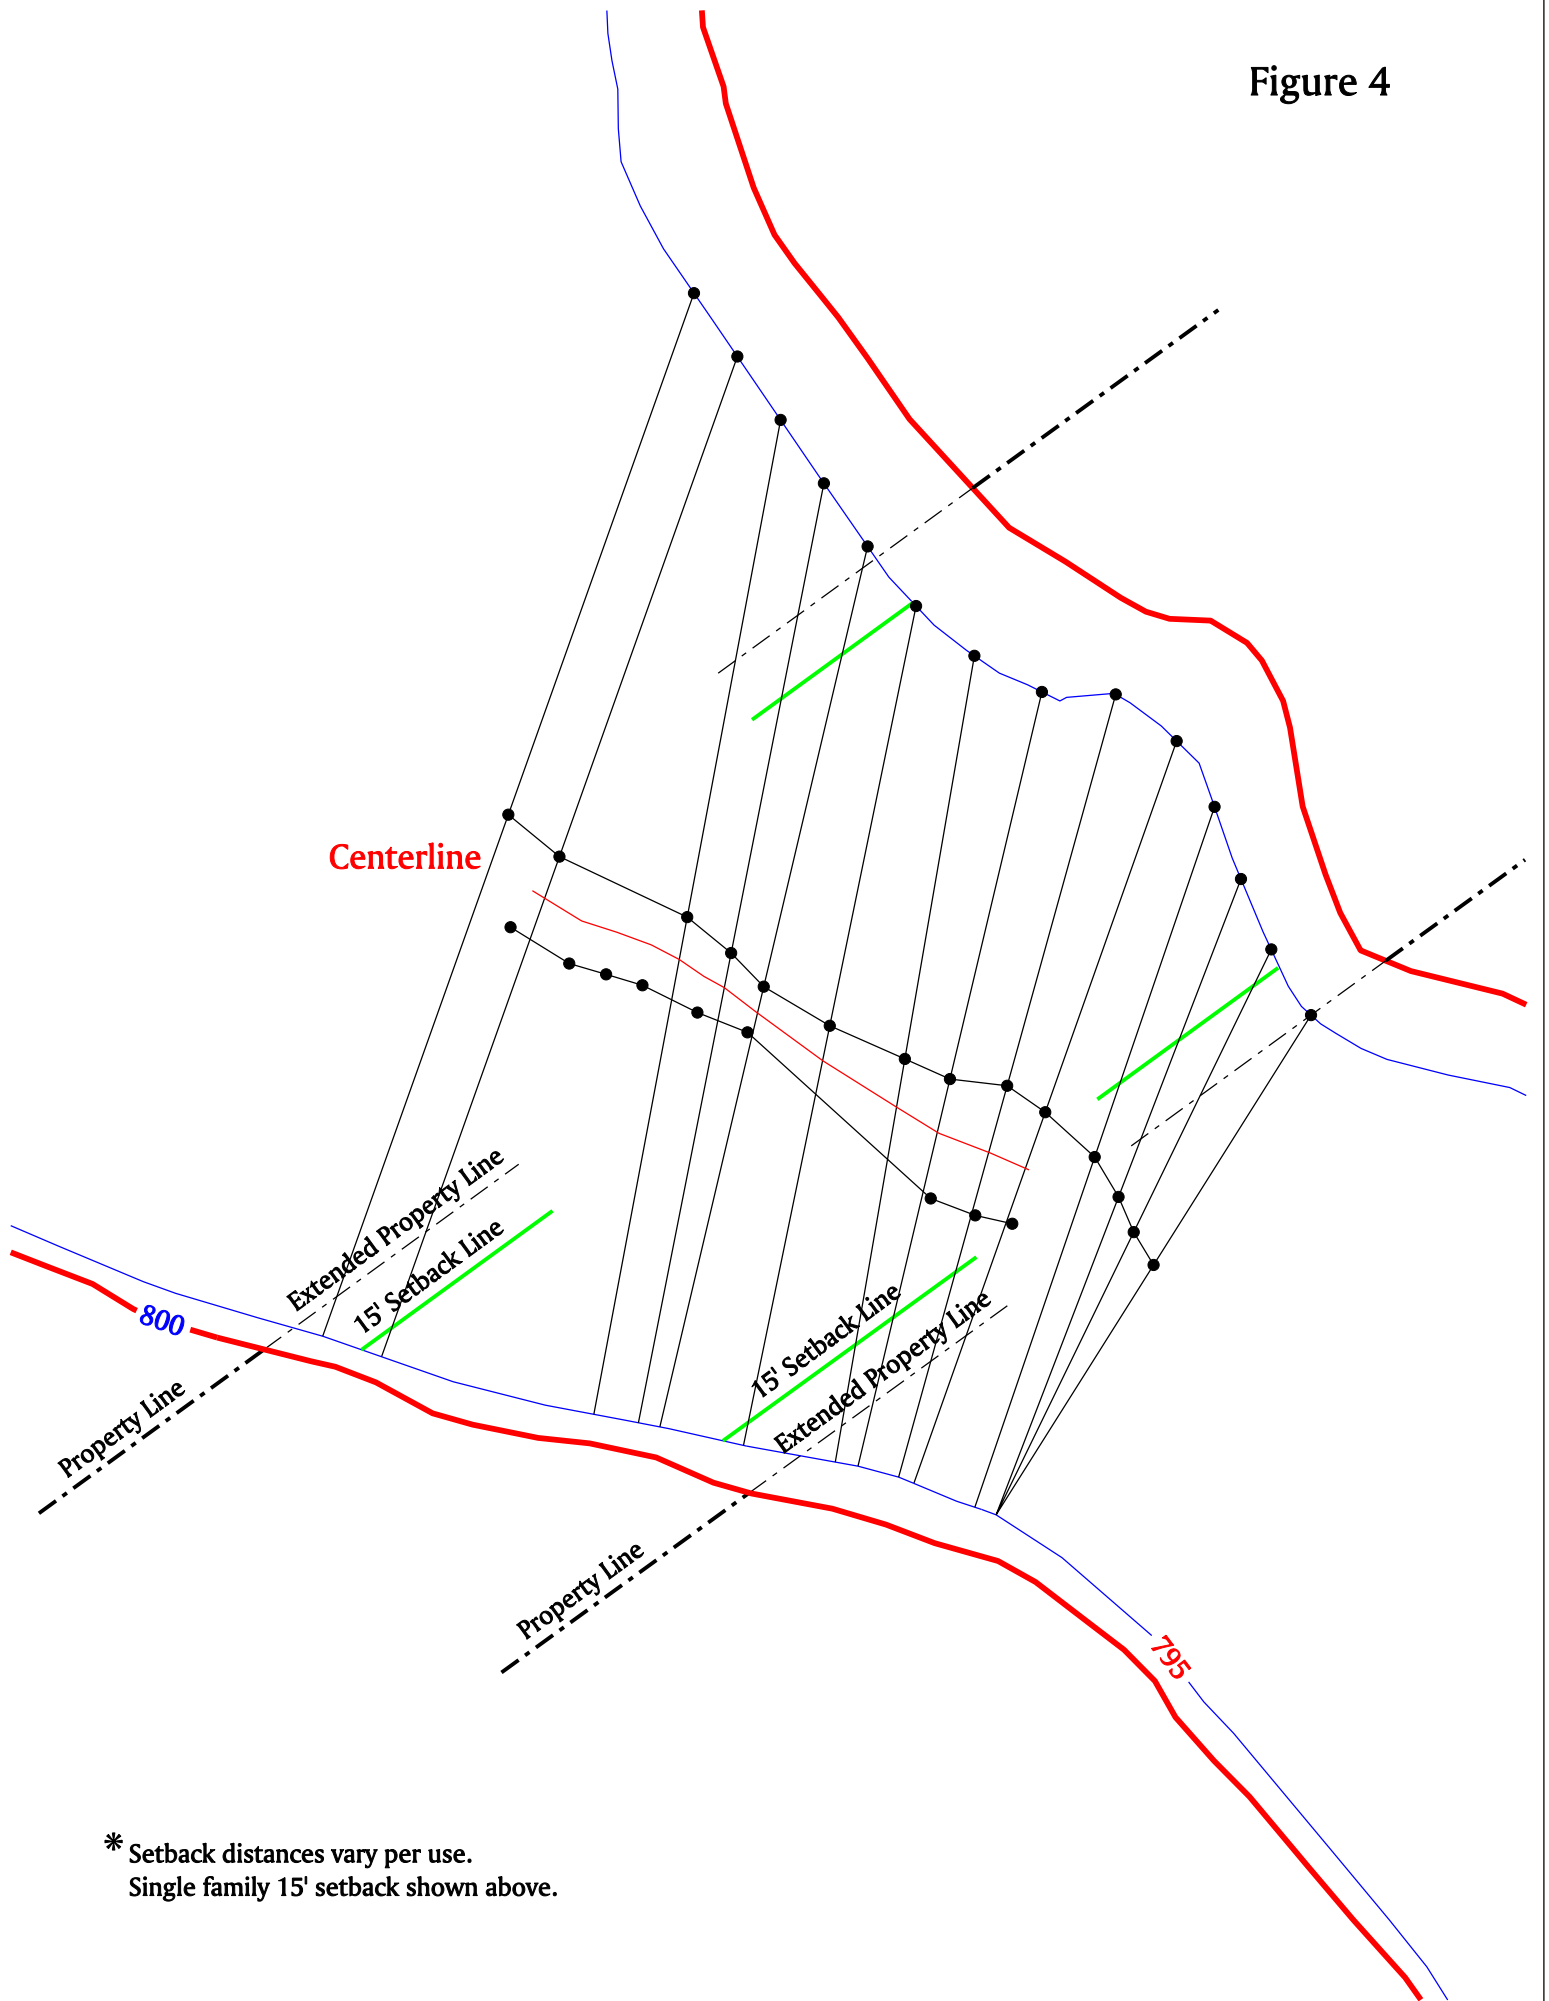 Figure 4
Centerline
Extended Property Line
15' Setback Line
800
Property Line
15' Setback Line
Extended Property Line
Property Line
795
* Setback distances vary per use.
Single family 15' setback shown above.